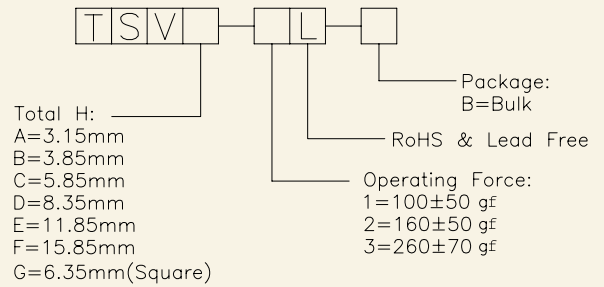 TSV L
Package:
B=Bulk
RoHS & Lead Free
Total H:
A=3.15mm
B=3.85mm
C=5.85mm
D=8.35mm
E=11.85mm
F=15.85mm
G=6.35mm(Square)
Operating Force:
1=100±50 gf
2=160±50 gf
3=260±70 gf